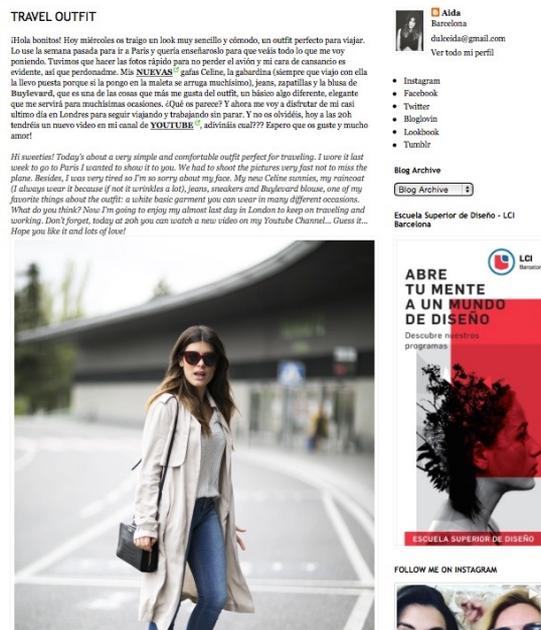 TRAVEL OUTFIT
¡Hola bonitos! Hoy miércoles os traigo un look muy sencillo y cómodo, un outfit perfecto para viajar.
Lo use la semana pasada para ir a Paris y quería enseñaroslo para que veáis todo lo que me voy
poniendo. Tuvimos que hacer las fotos rápido para no perder el avión y mi cara de cansancio es
evidente, así que perdonadme. Mis NUEVAS gafas Celine, la gabardina (siempre que viajo con ella
la llevo puesta porque si la pongo en la maleta se arruga muchísimo), jeans, zapatillas y la blusa de
Buylevard, que es una de las cosas que más me gusta del outfit, un básico algo diferente, elegante
que me servirá para muchísimas ocasiones. ¿Qué os parece? Y ahora me voy a disfrutar de mi casi
ultimo día en Londres para seguir viajando y trabajando sin parar. Y no os olvidéis, hoy a las 20h
tendréis un nuevo video en mi canal de YOUTUBE, adivináis cual??? Espero que os guste y mucho
amor!
Hi sweeties! Today's about a very simple and comfortable outfit perfect for traveling. I wore it last
week to go to Paris I wanted to show it to you. We had to shoot the pictures very fast not to miss the
plane. Besides, I was very tired so I'm so sorry about my face. My new Celine sunnies, my raincoat
(I always wear it because if not it wrinkles a lot), jeans, sneakers and Buylevard blouse, one of my
favorite things about the outfit: a white basic garment you can wear in many different occasions.
What do you think? Now I'm going to enjoy my almost last day in London to keep on traveling and
working. Don't forget, today at 20h you can watch a new video on my Youtube Channel... Guess it...
Hope you like it and lots of love!
Aida
Barcelona
dulceida@gmail.com
Ver todo mi perfil
Instagram
Facebook
Twitter
Bloglovin
Lookbook
Tumblr
Blog Archive
Blog Archive
Escuela Superior de Diseño - LCI
Barcelona
LCI
Barcelon
ABRE
TU MENTE
A UN MUNDO
DE DISEÑO
Descubre nuestros
programas
ESCUELA SUPERIOR DE DISEÑO
FOLLOW ME ON INSTAGRAM